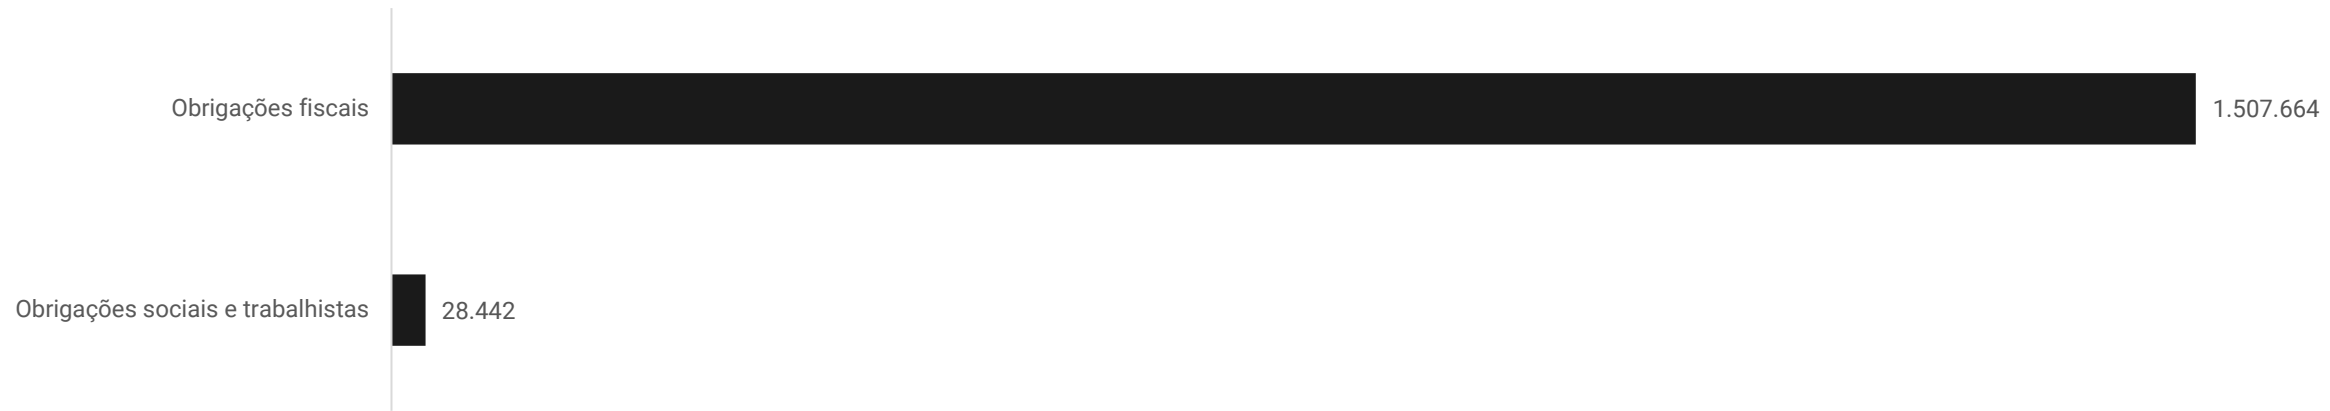 Obrigações fiscais
1.507.664
Obrigações sociais e trabalhistas
28.442